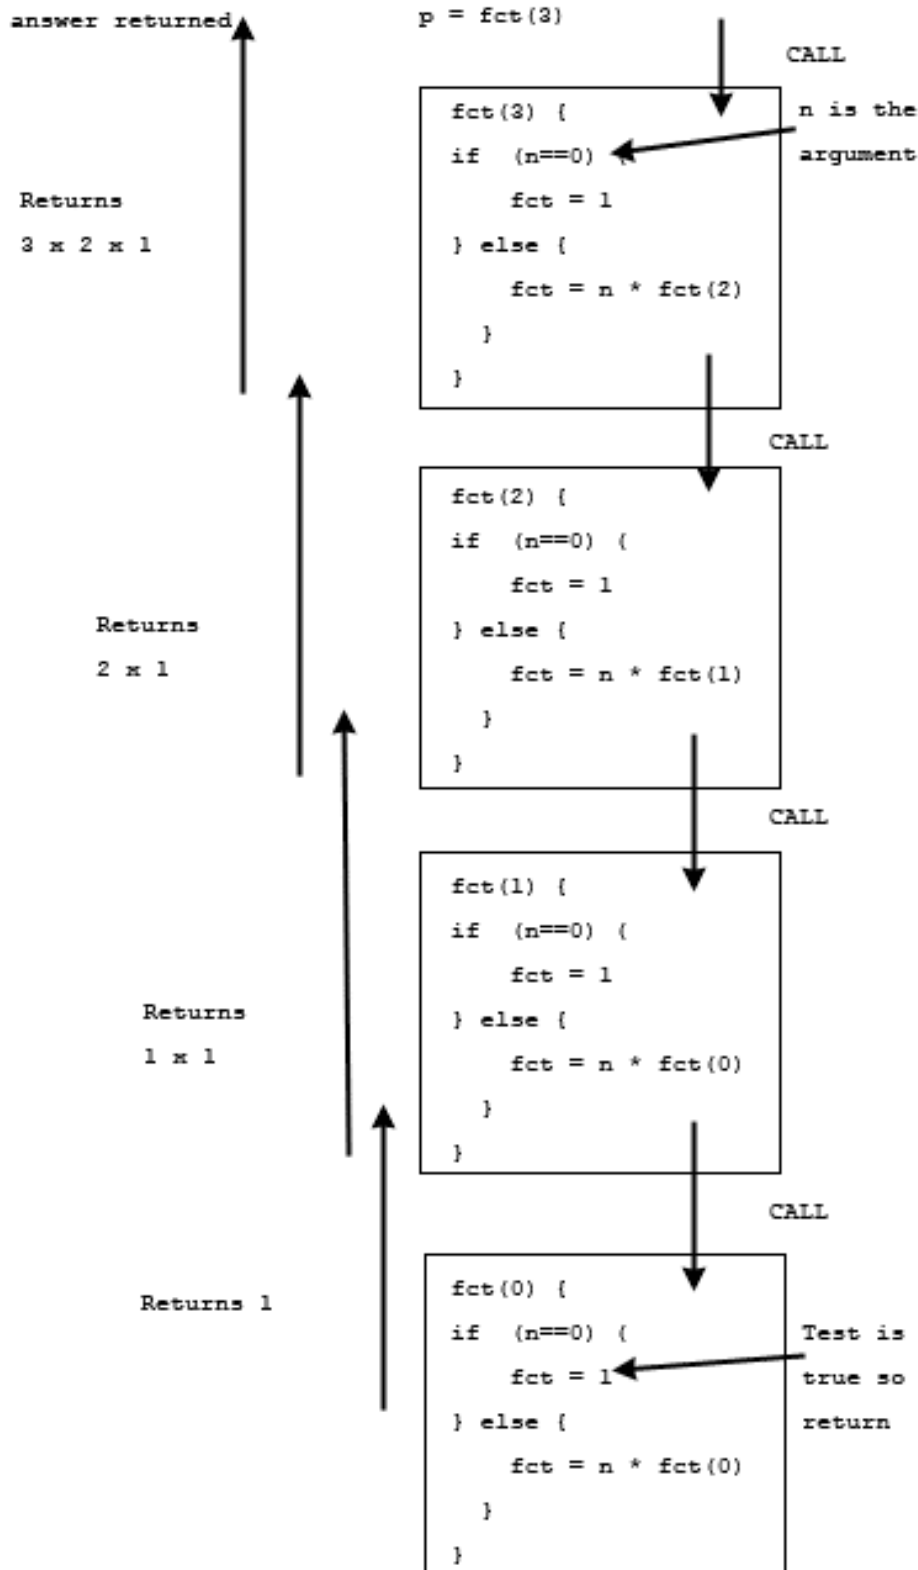 answer returned
p = fct(3)
CALL
fct(3) {
n is the
if (n==0) {
argument
Returns
fct = 1
3 x 2 x 1
} else {
fct = n * fct(2)
}
}
CALL
fct(2) {
if (n==0) {
fct = 1
Returns
} else {
2 x 1
fct = n * fct(1)
}
}
CALL
fct(1) {
if (n==0) {
fct = 1
Returns
} else {
1 x 1
fct = n * fct(0)
}
}
CALL
fct(0) {
Returns 1
if (n==0) {
Test is
fct = 1
true so
} else {
return
fct = n * fct(0)
}
}